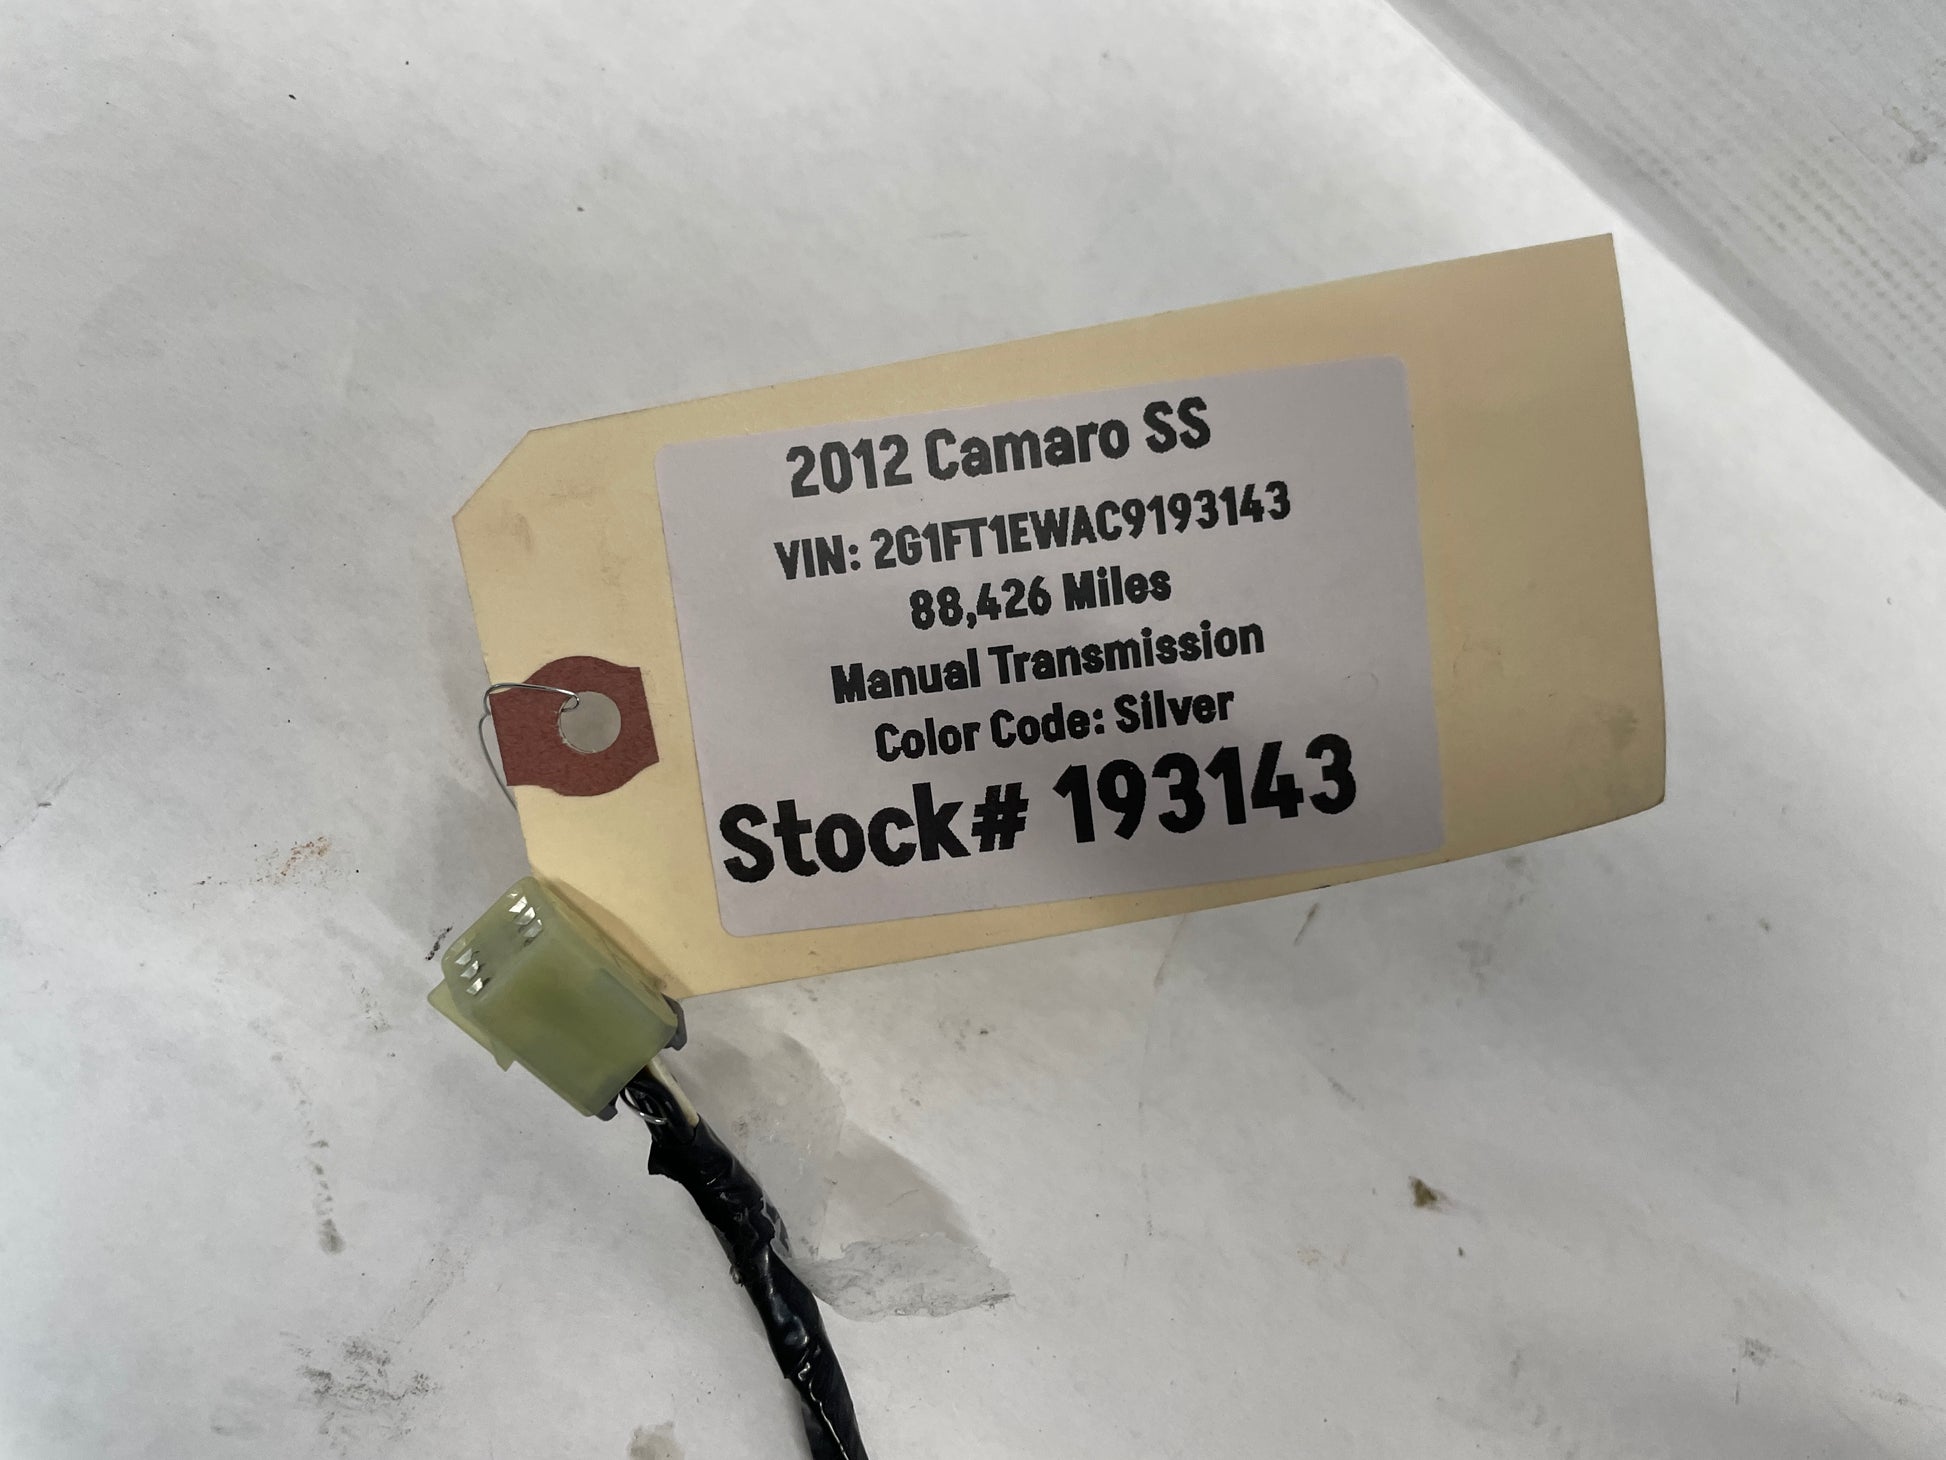 2012 Camaro SS
VIN: 2G1FT1EWAC9193143
88,426 Miles
Manual Transmission
Color Code: Silver
Stock# 193143